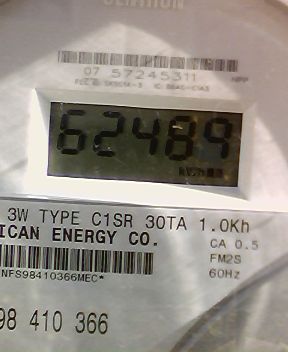 07 57245311
62489
3W TYPE C1SR 30TA 1.0Kh
ICAN ENERGY CO.
CA 0.5
FM2S
NFS98410366MEC*
60Hz
98 410 366